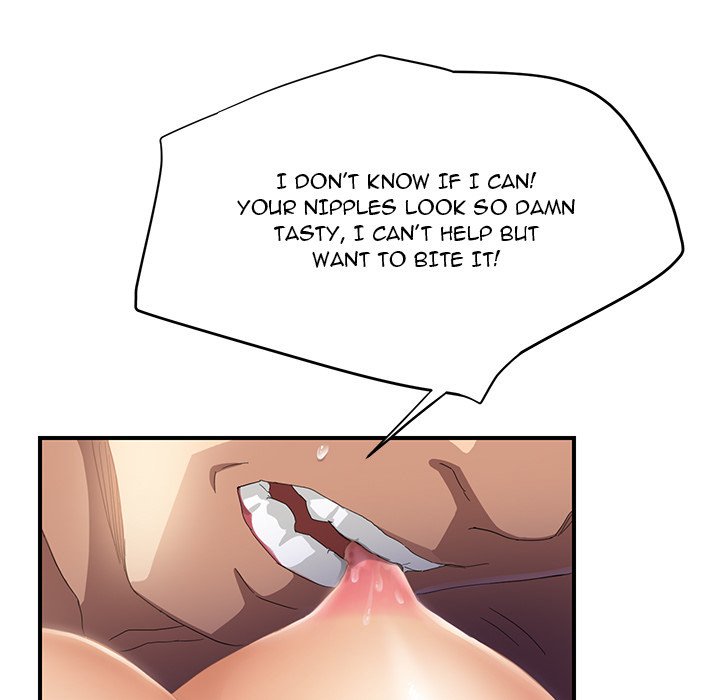 I DON'T KNOW IF I CAN!
YOUR NIPPLES LOOK SO DAMN
TASTY, I CAN'T HELP BUT
WANT TO BITE IT!